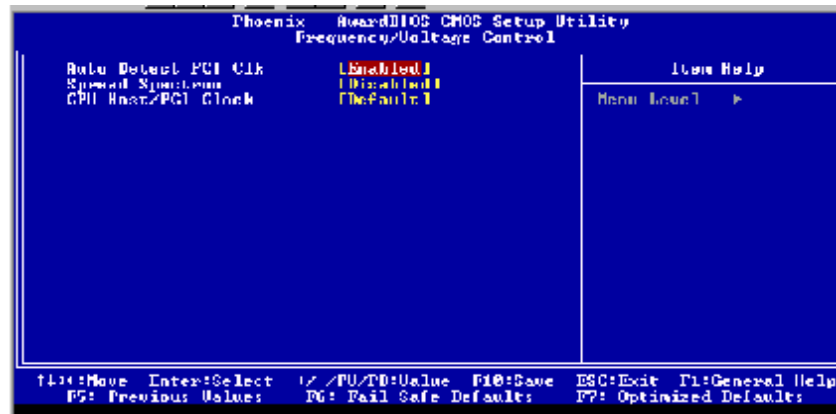 Phoenix AwardBIOS CMOS Setup Utility
Frequency/Voltage Control
Auto Detect PCI Clk [Enabled]
Spread Spectrum [Disabled]
CPU Host/PCI Clock [Default]
Item Help
Menu Level ►
↑↓→←:Move Enter:Select +/-/PU/PD:Value F10:Save ESC:Exit F1:General Help
F5: Previous Values F6: Fail Safe Defaults F7: Optimized Defaults